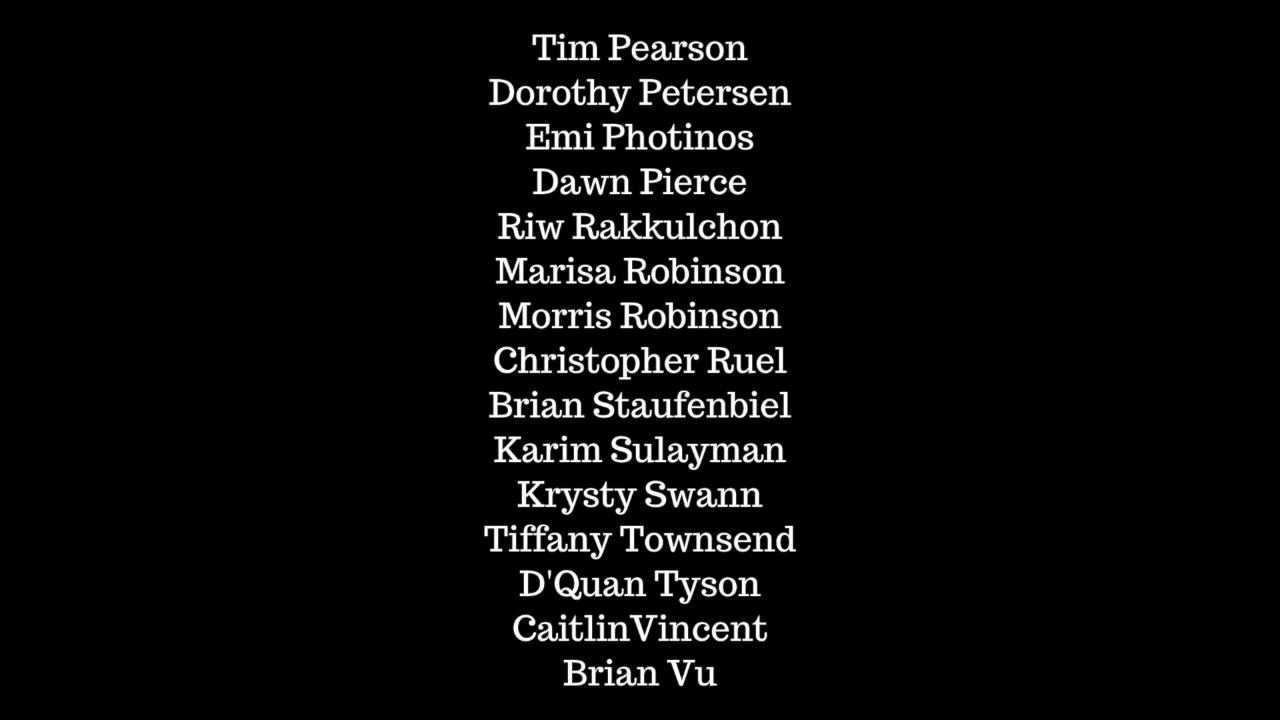 Tim Pearson
Dorothy Petersen
Emi Photinos
Dawn Pierce
Riw Rakkulchon
Marisa Robinson
Morris Robinson
Christopher Ruel
Brian Staufenbiel
Karim Sulayman
Krysty Swann
Tiffany Townsend
D'Quan Tyson
CaitlinVincent
Brian Vu